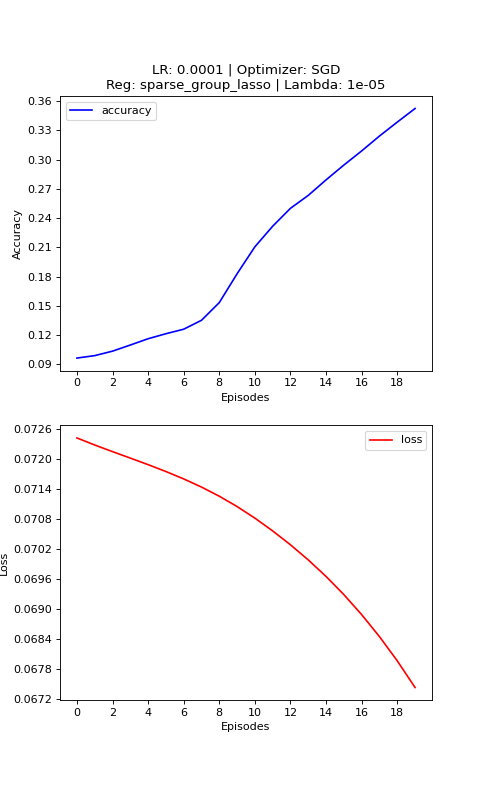 LR: 0.0001 | Optimizer: SGD
Reg: sparse_group_lasso | Lambda: 1e-05
accuracy
Accuracy
0.36
0.33
0.30
0.27
0.24
0.21
0.18
0.15
0.12
0.09
0 2 4 6 8 10 12 14 16 18
Episodes
loss
Loss
0.0726
0.0720
0.0714
0.0708
0.0702
0.0696
0.0690
0.0684
0.0678
0.0672
0 2 4 6 8 10 12 14 16 18
Episodes